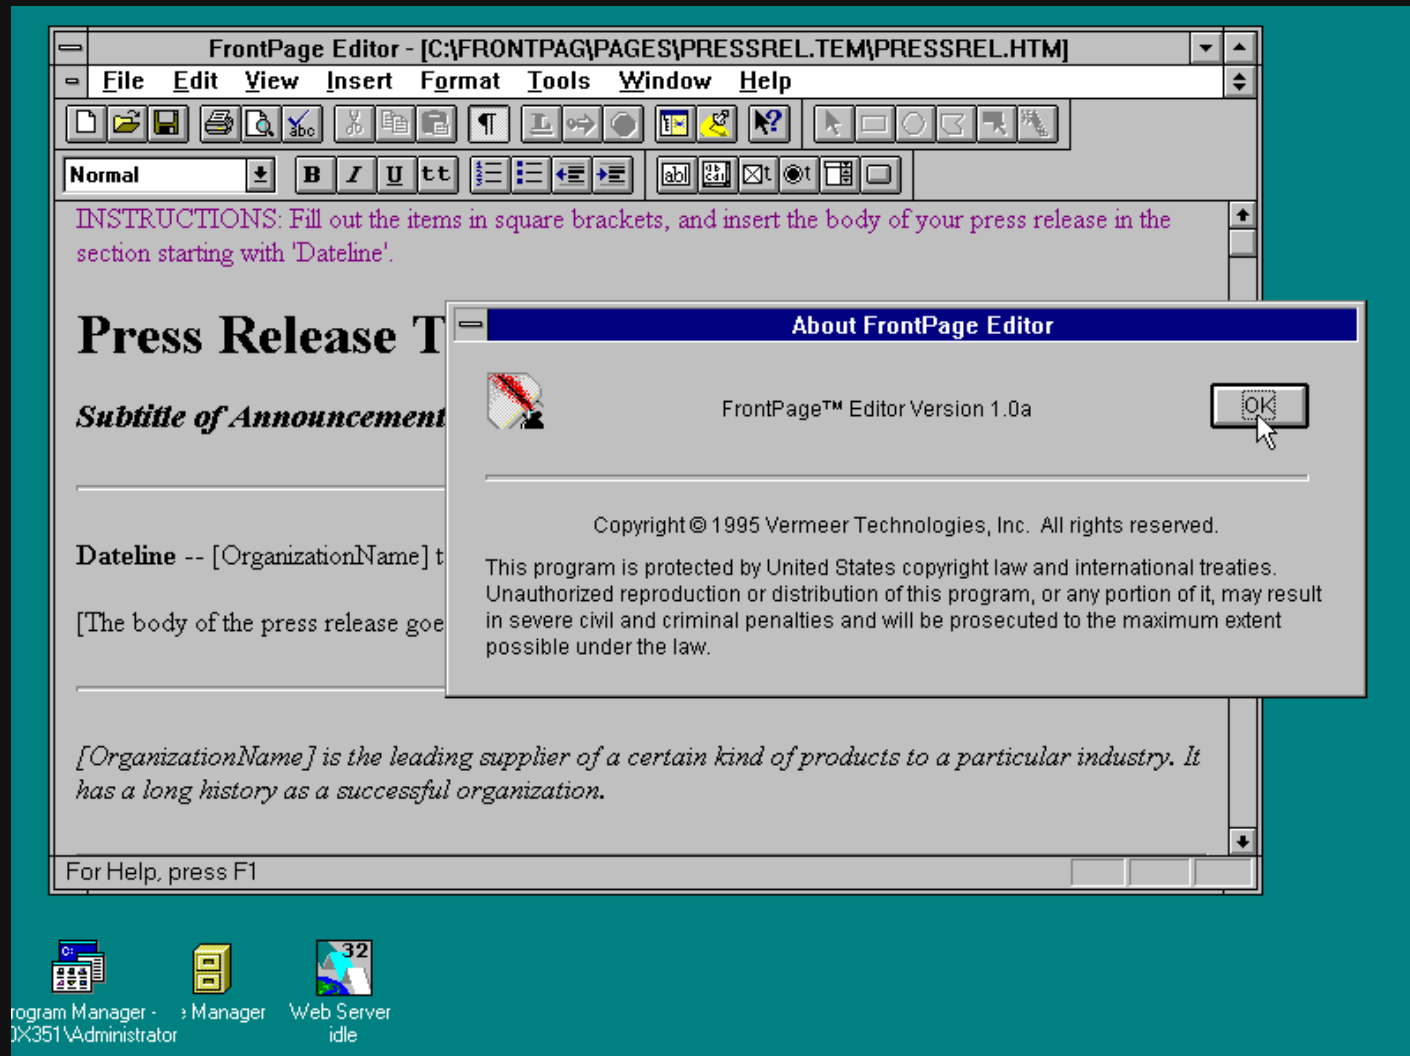 FrontPage Editor - [C:\FRONTPAG\PAGES\PRESSREL.TEM\PRESSREL.HTM]
File Edit View Insert Format Tools Window Help
abc
Normal
B I U tt
abl
INSTRUCTIONS: Fill out the items in square brackets, and insert the body of your press release in the
section starting with 'Dateline'.
Press Release T
Subtitle of Announcement
Dateline -- [OrganizationName] t
[The body of the press release goe
[OrganizationName] is the leading supplier of a certain kind of products to a particular industry. It
has a long history as a successful organization.
For Help, press F1
About FrontPage Editor
FrontPage™ Editor Version 1.0a
OK
Copyright © 1995 Vermeer Technologies, Inc. All rights reserved.
This program is protected by United States copyright law and international treaties.
Unauthorized reproduction or distribution of this program, or any portion of it, may result
in severe civil and criminal penalties and will be prosecuted to the maximum extent
possible under the law.
C:
32
rogram Manager -
0X351\Administrator
e Manager
Web Server
idle